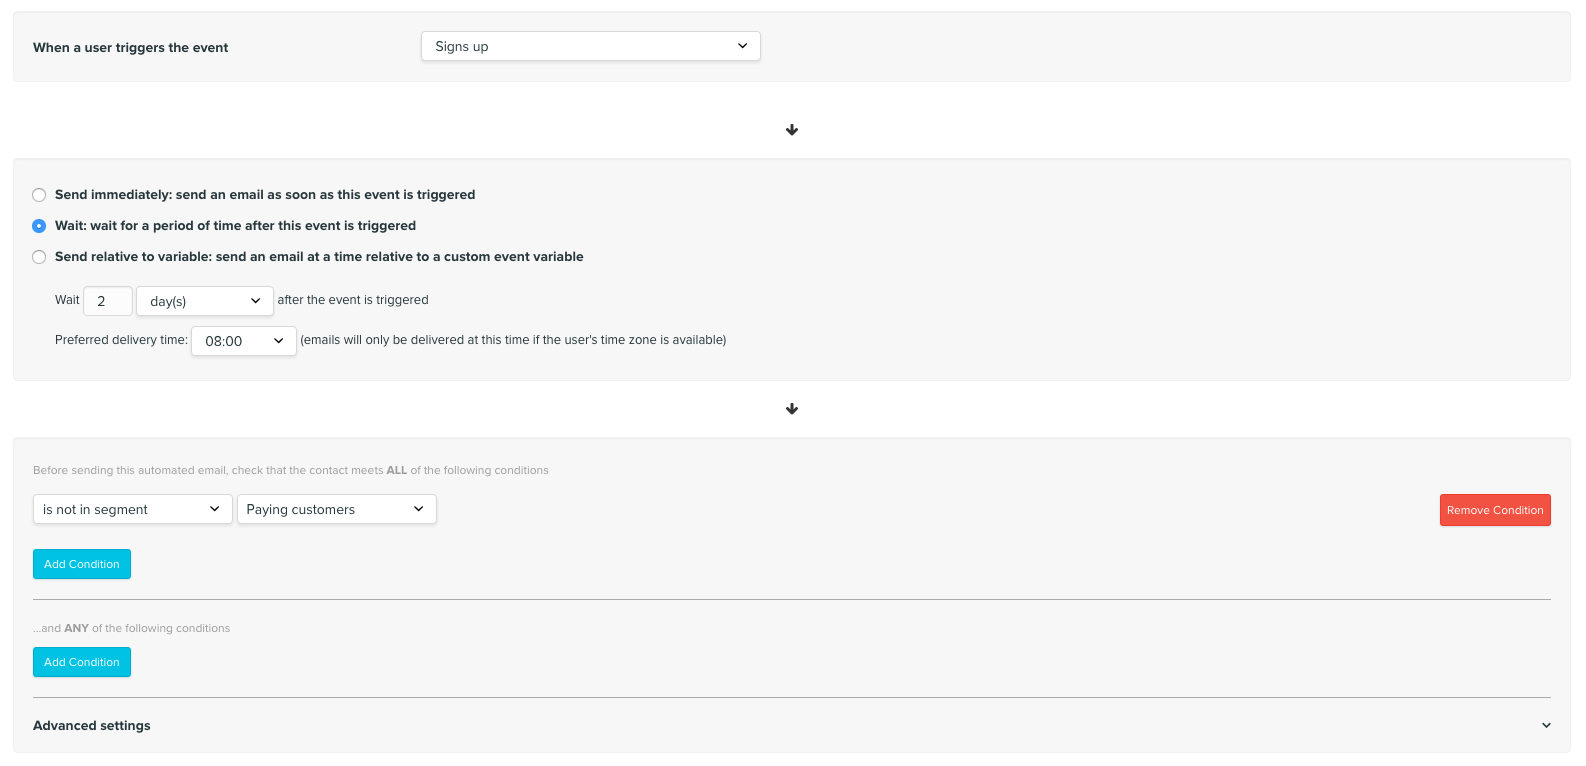 When a user triggers the event Signs up
Send immediately: send an email as soon as this event is triggered
Wait: wait for a period of time after this event is triggered
Send relative to variable: send an email at a time relative to a custom event variable
Wait 2 day(s) after the event is triggered
Preferred delivery time: 08:00 (emails will only be delivered at this time if the user's time zone is available)
Before sending this automated email, check that the contact meets ALL of the following conditions
is not in segment Paying customers Remove Condition
Add Condition
...and ANY of the following conditions
Add Condition
Advanced settings